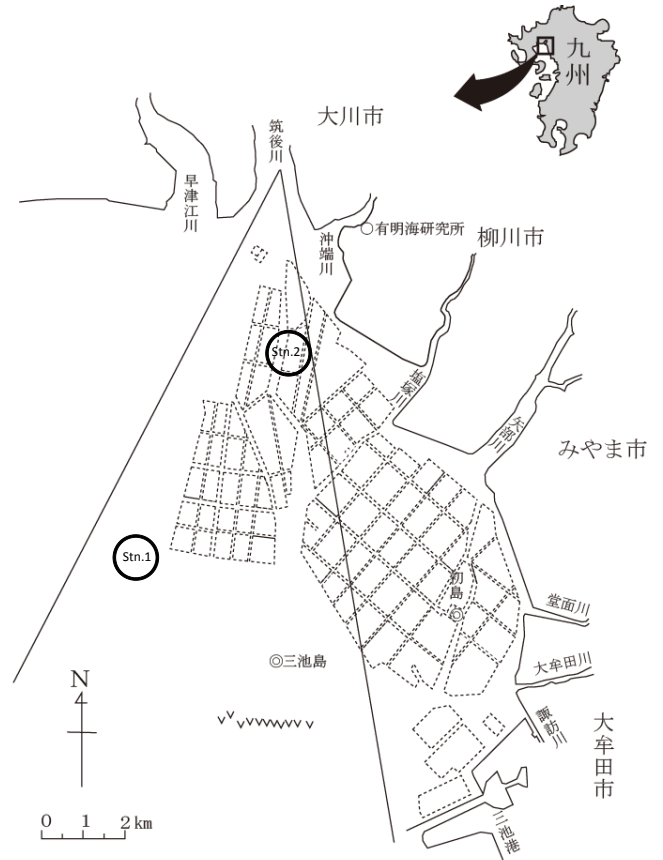 九州
大川市
筑後川
早津江川
沖端川
有明海研究所
柳川市
Stn.2
塩塚川
矢部川
みやま市
Stn.1
初島
堂面川
三池島
大牟田川
N
諏訪川
大牟田市
0 1 2km
三池港